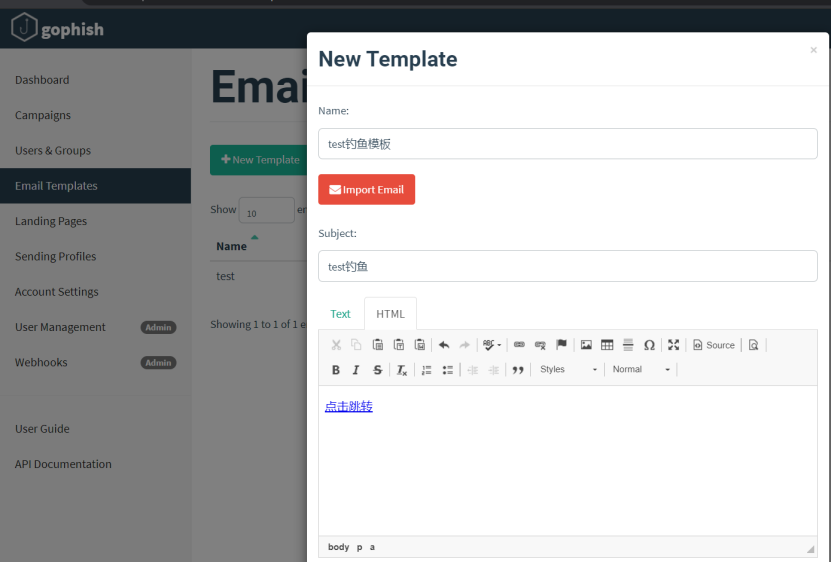 gophish
New Template
×
Dashboard
Campaigns
Users & Groups
Email Templates
Landing Pages
Sending Profiles
Account Settings
User Management Admin
Webhooks Admin
User Guide
API Documentation
Emai
New Template
Show 10 en
Name
test
Showing 1 to 1 of 1 e
Name:
test钓鱼模板
Import Email
Subject:
test钓鱼
Text HTML
ABC Source
B I S Tx Styles Normal
点击跳转
body p a